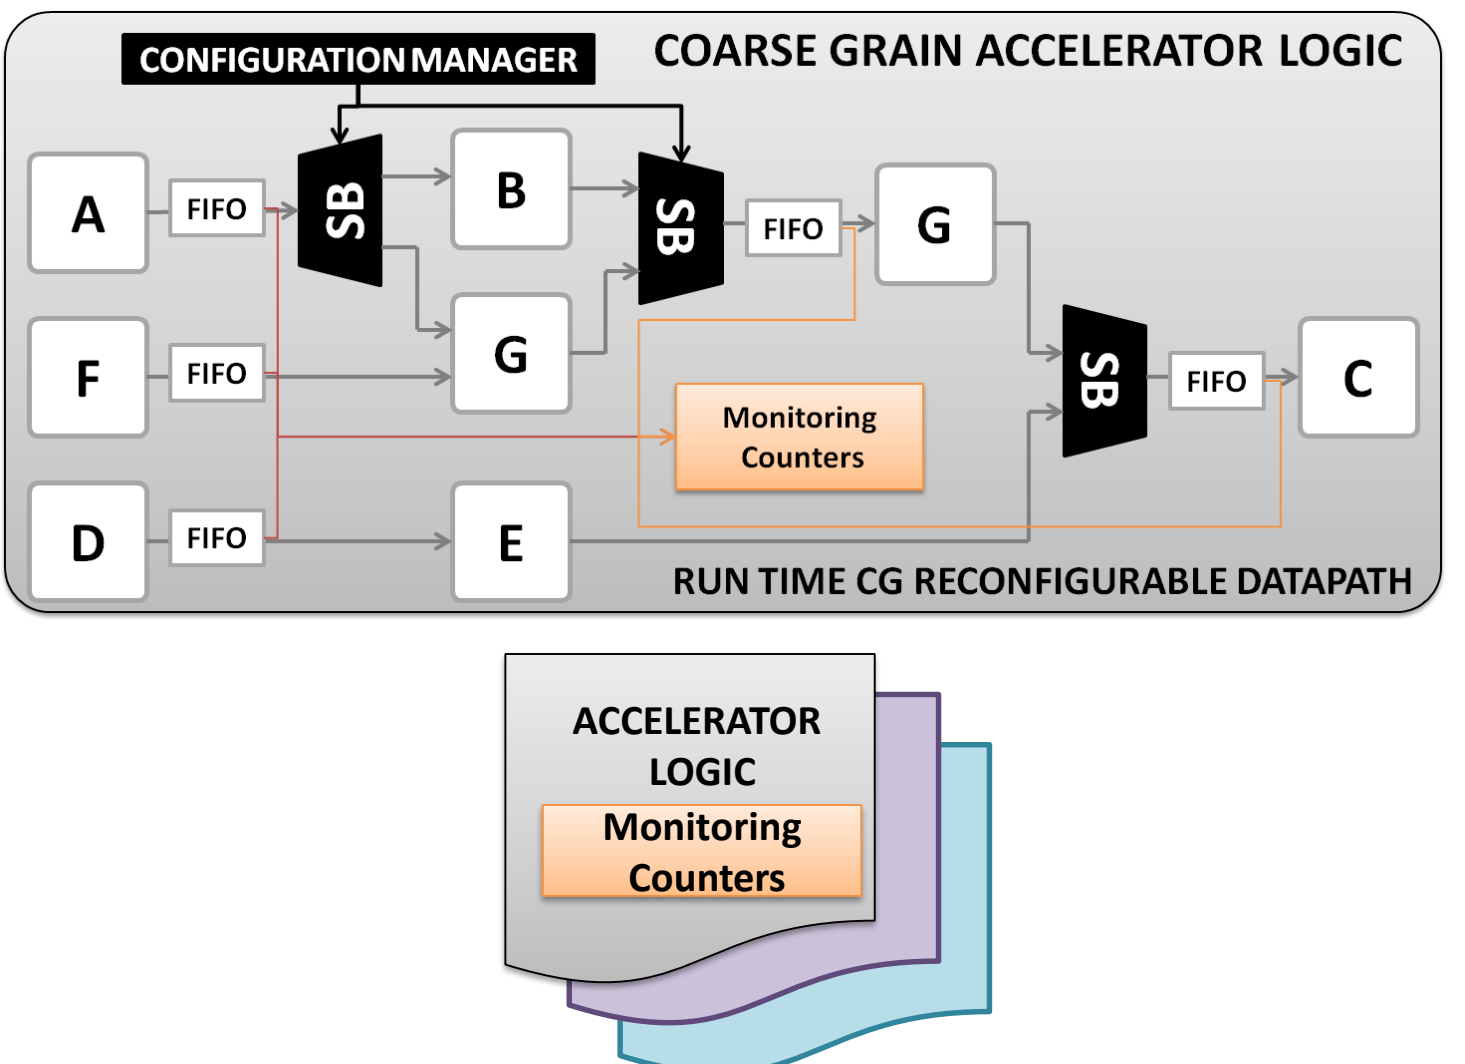 COARSE GRAIN ACCELERATOR LOGIC
CONFIGURATION MANAGER
A
FIFO
SB
B
SB
FIFO
G
F
FIFO
G
SB
FIFO
C
Monitoring
Counters
D
FIFO
E
RUN TIME CG RECONFIGURABLE DATAPATH
ACCELERATOR
LOGIC
Monitoring
Counters